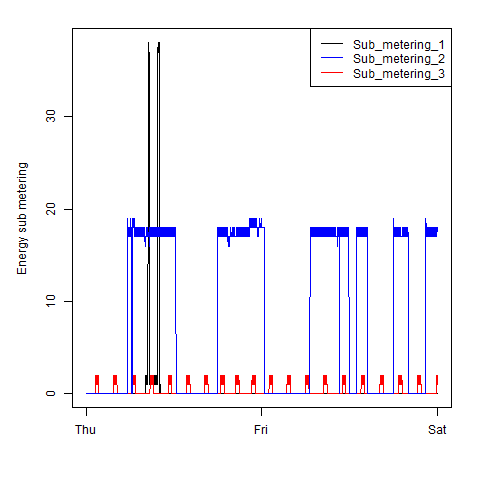 Sub_metering_1
Sub_metering_2
Sub_metering_3
Energy sub metering
30
20
10
0
Thu Fri Sat